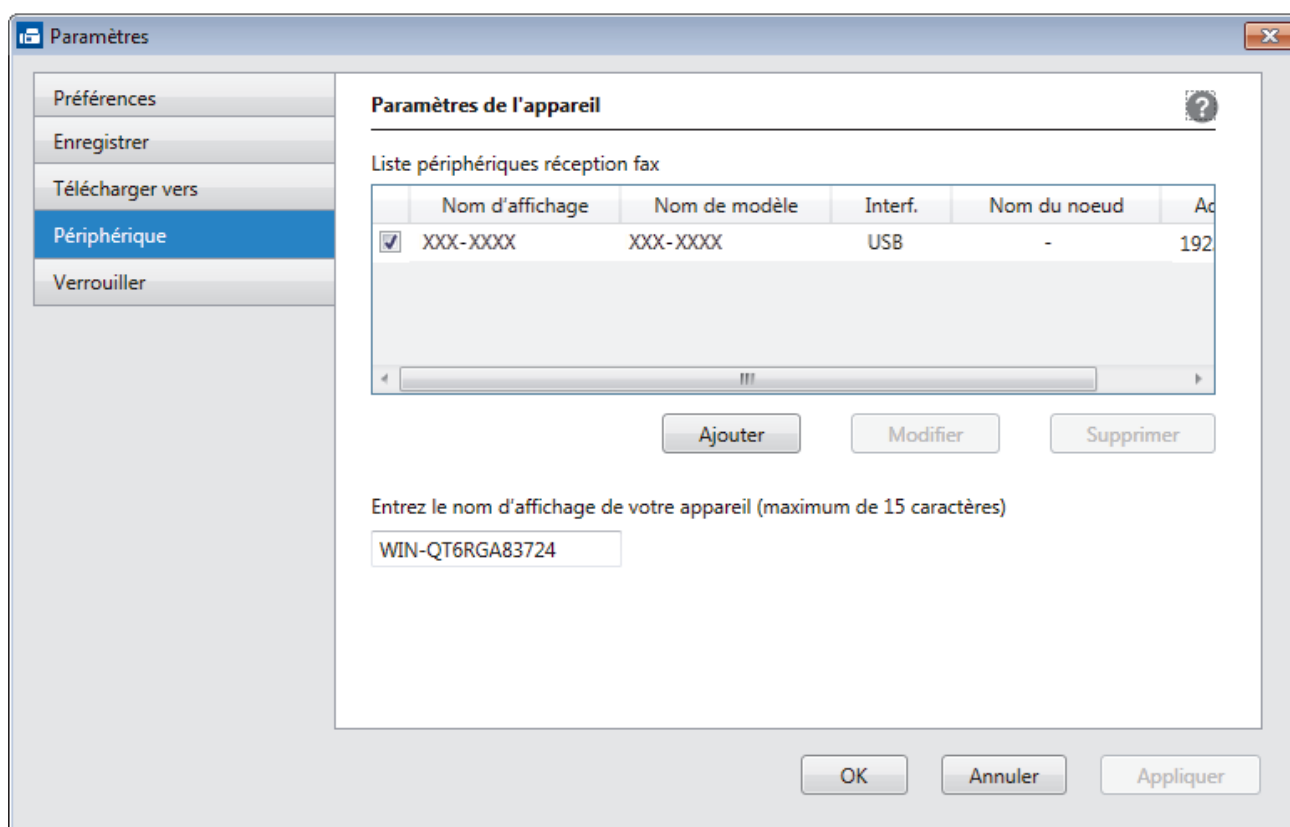 Paramètres
Préférences
Enregistrer
Télécharger vers
Périphérique
Verrouiller
Paramètres de l'appareil
?
Liste périphériques réception fax
Nom d'affichage Nom de modèle Interf. Nom du noeud Ad
XXX-XXXX XXX-XXXX USB - 192
Ajouter Modifier Supprimer
Entrez le nom d'affichage de votre appareil (maximum de 15 caractères)
WIN-QT6RGA83724
OK Annuler Appliquer